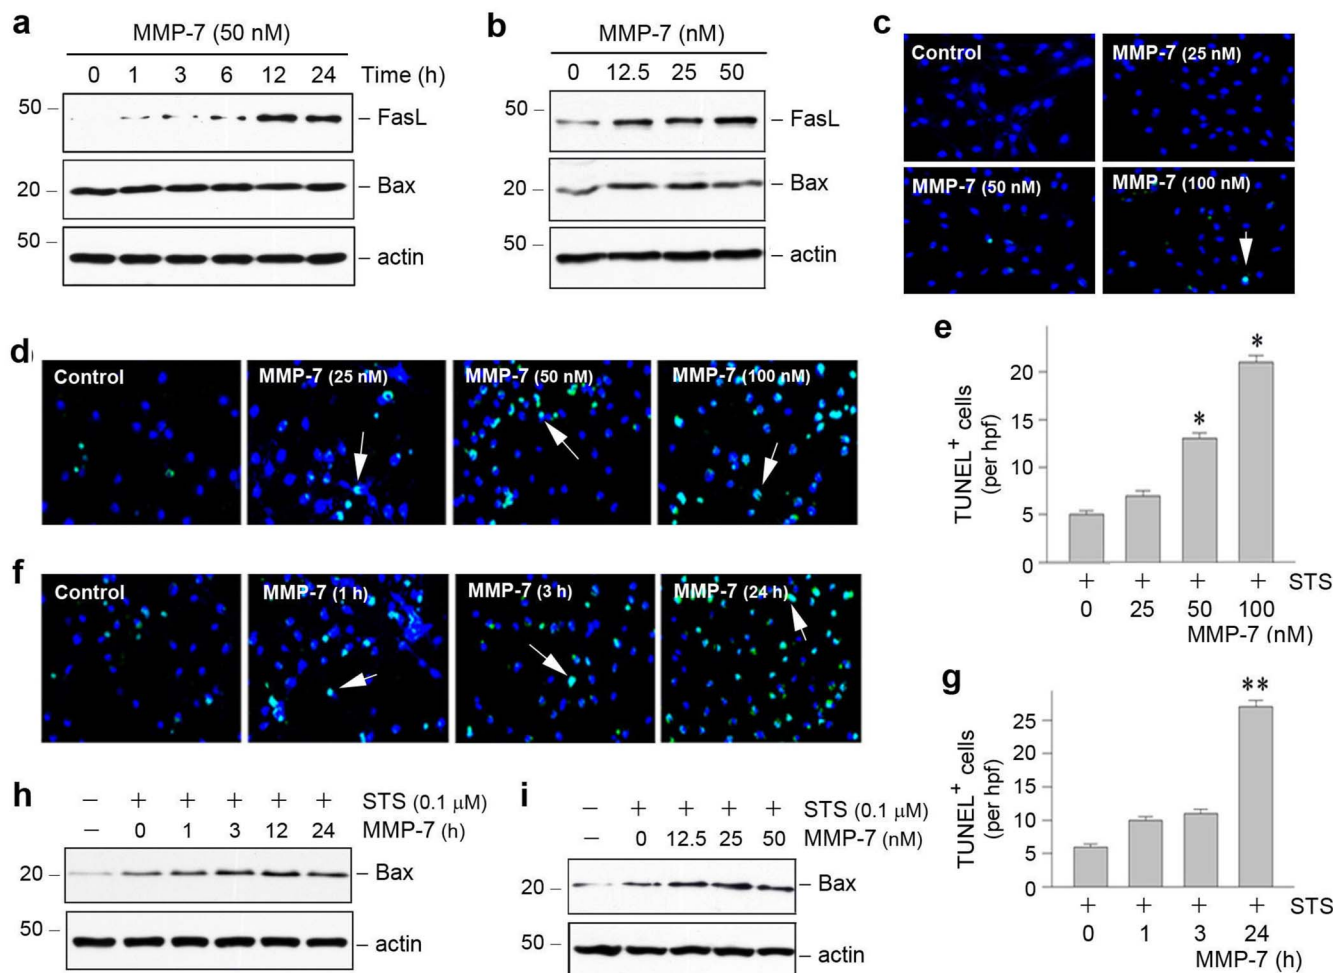 a
MMP-7 (50 nM)
0 1 3 6 12 24 Time (h)
50 – – FasL
20 – – Bax
50 – – actin
b
MMP-7 (nM)
0 12.5 25 50
50 – – FasL
20 – – Bax
50 – – actin
c
Control
MMP-7 (25 nM)
MMP-7 (50 nM)
MMP-7 (100 nM)
d
Control
MMP-7 (25 nM)
MMP-7 (50 nM)
MMP-7 (100 nM)
e
TUNEL+ cells
(per hpf)
20
15
10
5
0
* *
+ + + + STS
0 25 50 100
MMP-7 (nM)
f
Control
MMP-7 (1 h)
MMP-7 (3 h)
MMP-7 (24 h)
g
TUNEL+ cells
(per hpf)
25
20
15
10
5
0
**
+ + + + STS
0 1 3 24
MMP-7 (h)
h
– + + + + + STS (0.1 µM)
– 0 1 3 12 24 MMP-7 (h)
20 – – Bax
50 – – actin
i
– + + + + STS (0.1 µM)
– 0 12.5 25 50 MMP-7 (nM)
20 – – Bax
50 – – actin